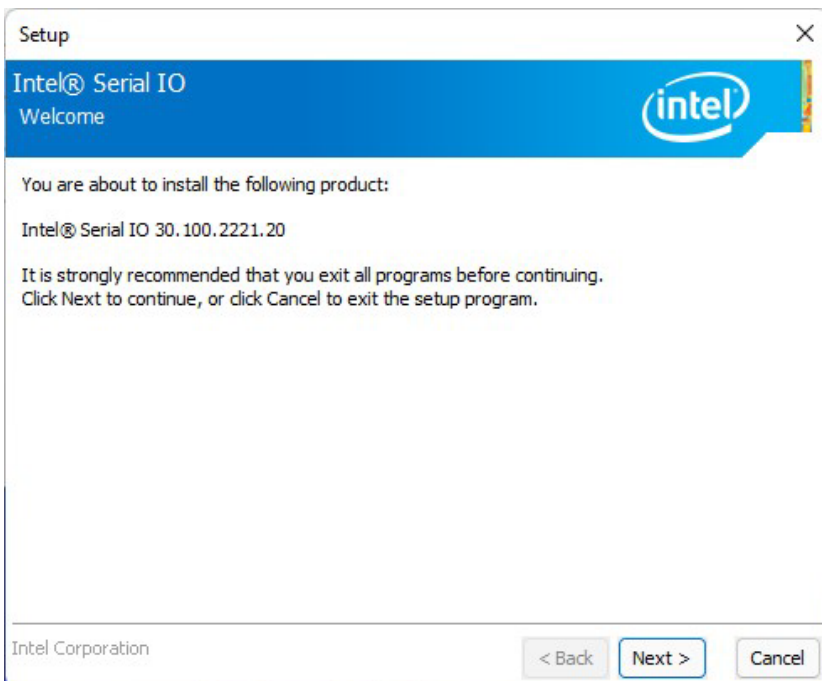 Setup
Intel® Serial IO
Welcome
intel
You are about to install the following product:
Intel® Serial IO 30.100.2221.20
It is strongly recommended that you exit all programs before continuing.
Click Next to continue, or click Cancel to exit the setup program.
Intel Corporation
< Back Next > Cancel